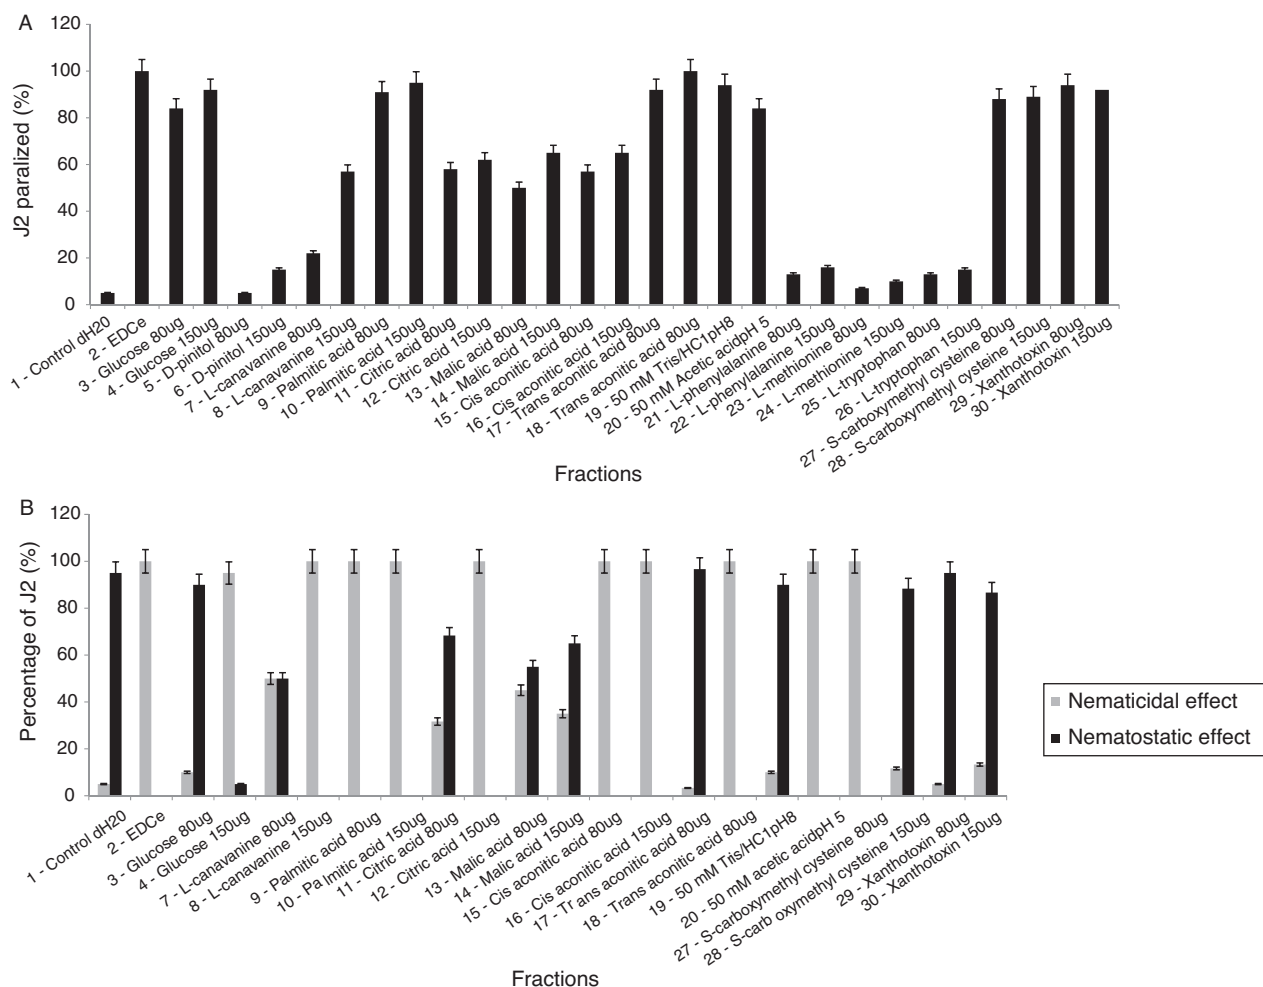 A
120
100
80
60
40
20
0
J2 paralized (%)
1 - Control dH20
2 - EDCe
3 - Glucose 80ug
4 - Glucose 150ug
5 - D-pinitol 80ug
6 - D-pinitol 150ug
7 - L-canavanine 80ug
8 - L-canavanine 150ug
9 - Palmitic acid 80ug
10 - Palmitic acid 150ug
11 - Citric acid 80ug
12 - Citric acid 150ug
13 - Malic acid 80ug
14 - Malic acid 150ug
15 - Cis aconitic acid 80ug
16 - Cis aconitic acid 150ug
17 - Trans aconitic acid 80ug
18 - Trans aconitic acid 80ug
19 - 50 mM Tris/HC1pH8
20 - 50 mM Acetic acidpH 5
21 - L-phenylalanine 80ug
22 - L-phenylalanine 150ug
23 - L-methionine 80ug
24 - L-methionine 150ug
25 - L-tryptophan 80ug
26 - L-tryptophan 150ug
27 - S-carboxymethyl cysteine 80ug
28 - S-carboxymethyl cysteine 150ug
29 - Xanthotoxin 80ug
30 - Xanthotoxin 150ug
Fractions
B
120
100
80
60
40
20
0
Percentage of J2 (%)
1 - Control dH20
2 - EDCe
3 - Glucose 80ug
4 - Glucose 150ug
7 - L-canavanine 80ug
8 - L-canavanine 150ug
9 - Palmitic acid 80ug
10 - Pa lmitic acid 150ug
11 - Citric acid 80ug
12 - Citric acid 150ug
13 - Malic acid 80ug
14 - Malic acid 150ug
15 - Cis aconitic acid 80ug
16 - Cis aconitic acid 150ug
17 - Tr ans aconitic acid 80ug
18 - Trans aconitic acid 80ug
19 - 50 mM Tris/HC1pH8
20 - 50 mM acetic acidpH 5
27 - S-carboxymethyl cysteine 80ug
28 - S-carb oxymethyl cysteine 150ug
29 - Xanthotoxin 80ug
30 - Xanthotoxin 150ug
Fractions
Nematicidal effect
Nematostatic effect